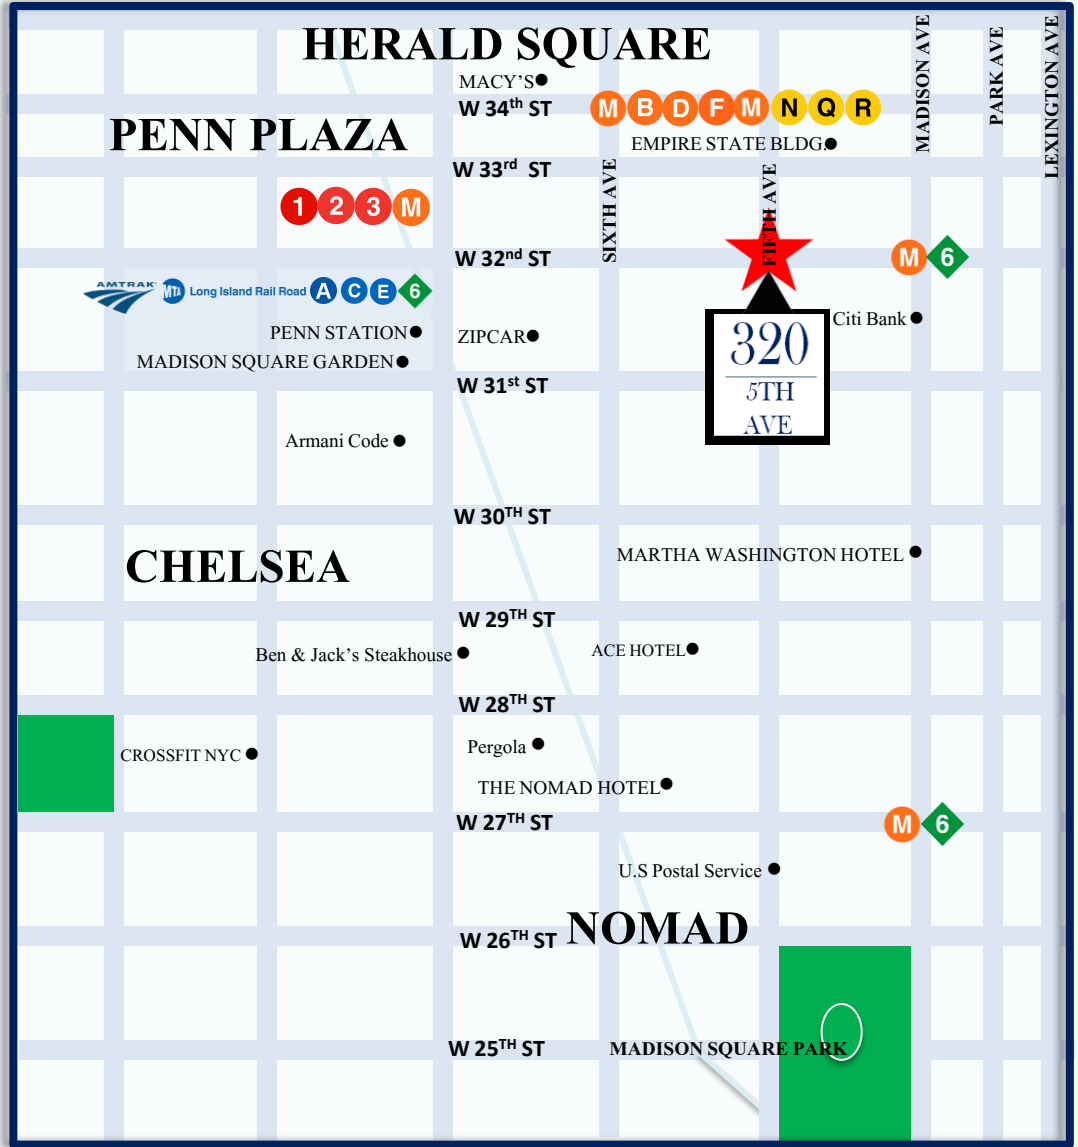 HERALD SQUARE
MADISON AVE
PARK AVE
LEXINGTON AVE
MACY'S
W 34th ST
M B D F M N Q R
PENN PLAZA
EMPIRE STATE BLDG.
W 33rd ST
SIXTH AVE
FIFTH AVE
1 2 3 M
W 32nd ST
M 6
AMTRAK MTA Long Island Rail Road A C E 6
PENN STATION
ZIPCAR
Citi Bank
320
5TH
AVE
MADISON SQUARE GARDEN
W 31st ST
Armani Code
W 30TH ST
CHELSEA
MARTHA WASHINGTON HOTEL
W 29TH ST
Ben & Jack's Steakhouse
ACE HOTEL
W 28TH ST
CROSSFIT NYC
Pergola
THE NOMAD HOTEL
W 27TH ST
M 6
U.S Postal Service
NOMAD
W 26TH ST
W 25TH ST
MADISON SQUARE PARK